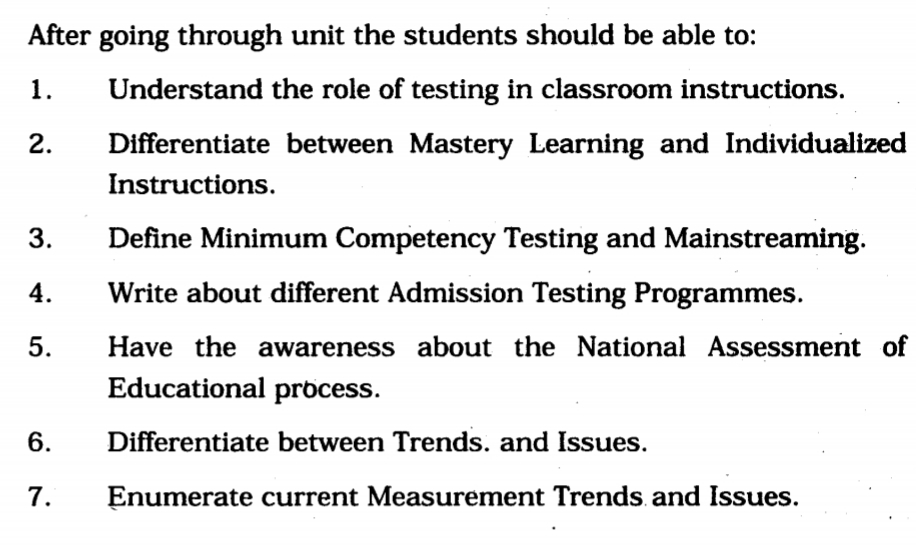 After going through unit the students should be able to:
1. Understand the role of testing in classroom instructions.
2. Differentiate between Mastery Learning and Individualized
Instructions.
3. Define Minimum Competency Testing and Mainstreaming.
4. Write about different Admission Testing Programmes.
5. Have the awareness about the National Assessment of
Educational process.
6. Differentiate between Trends. and Issues.
7. Enumerate current Measurement Trends and Issues.